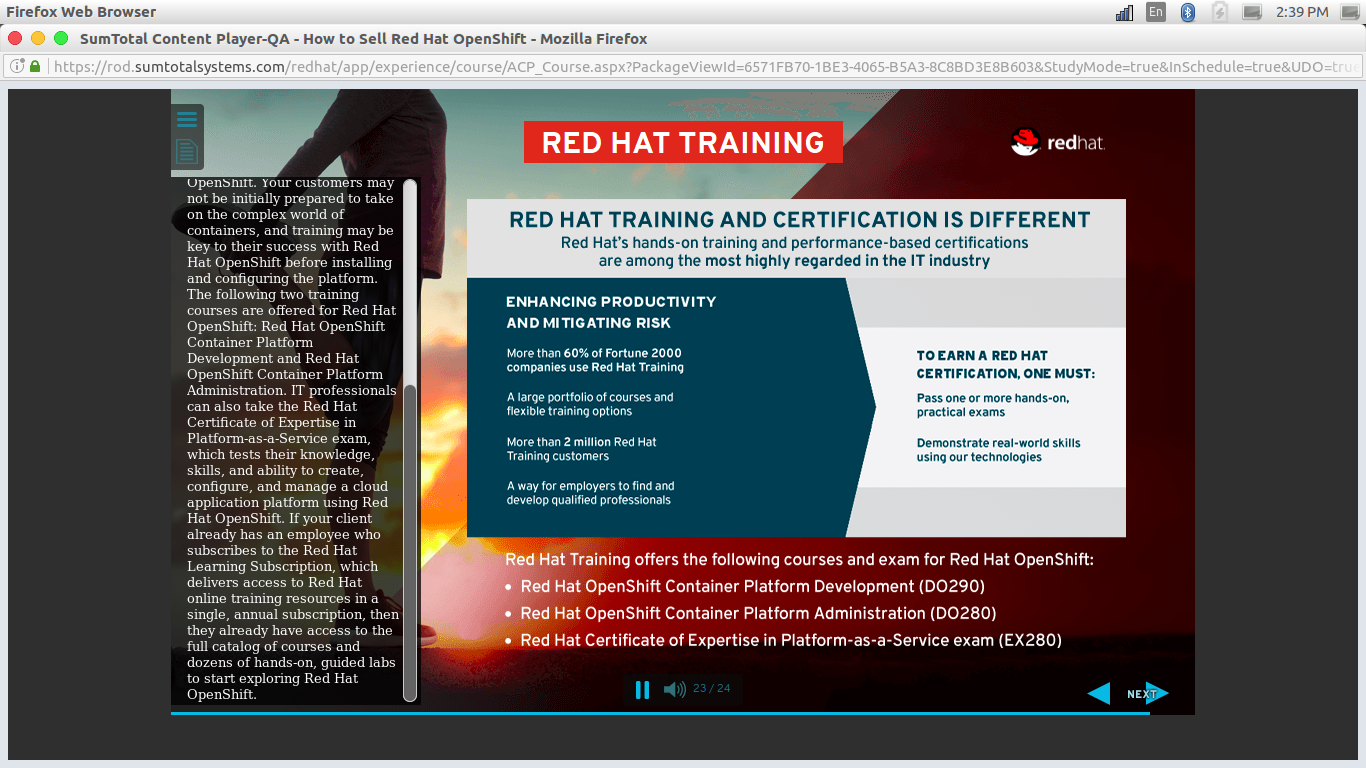 Firefox Web Browser
En
2:39 PM
SumTotal Content Player-QA - How to Sell Red Hat OpenShift - Mozilla Firefox
https://rod.sumtotalsystems.com/redhat/app/experience/course/ACP_Course.aspx?PackageViewId=6571FB70-1BE3-4065-B5A3-8C8BD3E8B603&StudyMode=true&InSchedule=true&UDO=true
RED HAT TRAINING
redhat.
OpenShift. Your customers may
not be initially prepared to take
on the complex world of
containers, and training may be
key to their success with Red
Hat OpenShift before installing
and configuring the platform.
The following two training
courses are offered for Red Hat
OpenShift: Red Hat OpenShift
Container Platform
Development and Red Hat
OpenShift Container Platform
Administration. IT professionals
can also take the Red Hat
Certificate of Expertise in
Platform-as-a-Service exam,
which tests their knowledge,
skills, and ability to create,
configure, and manage a cloud
application platform using Red
Hat OpenShift. If your client
already has an employee who
subscribes to the Red Hat
Learning Subscription, which
delivers access to Red Hat
online training resources in a
single, annual subscription, then
they already have access to the
full catalog of courses and
dozens of hands-on, guided labs
to start exploring Red Hat
OpenShift.
RED HAT TRAINING AND CERTIFICATION IS DIFFERENT
Red Hat's hands-on training and performance-based certifications
are among the most highly regarded in the IT industry
ENHANCING PRODUCTIVITY
AND MITIGATING RISK
More than 60% of Fortune 2000
companies use Red Hat Training
A large portfolio of courses and
flexible training options
More than 2 million Red Hat
Training customers
A way for employers to find and
develop qualified professionals
TO EARN A RED HAT
CERTIFICATION, ONE MUST:
Pass one or more hands-on,
practical exams
Demonstrate real-world skills
using our technologies
Red Hat Training offers the following courses and exam for Red Hat OpenShift:
• Red Hat OpenShift Container Platform Development (DO290)
• Red Hat OpenShift Container Platform Administration (DO280)
• Red Hat Certificate of Expertise in Platform-as-a-Service exam (EX280)
23 / 24
NEXT